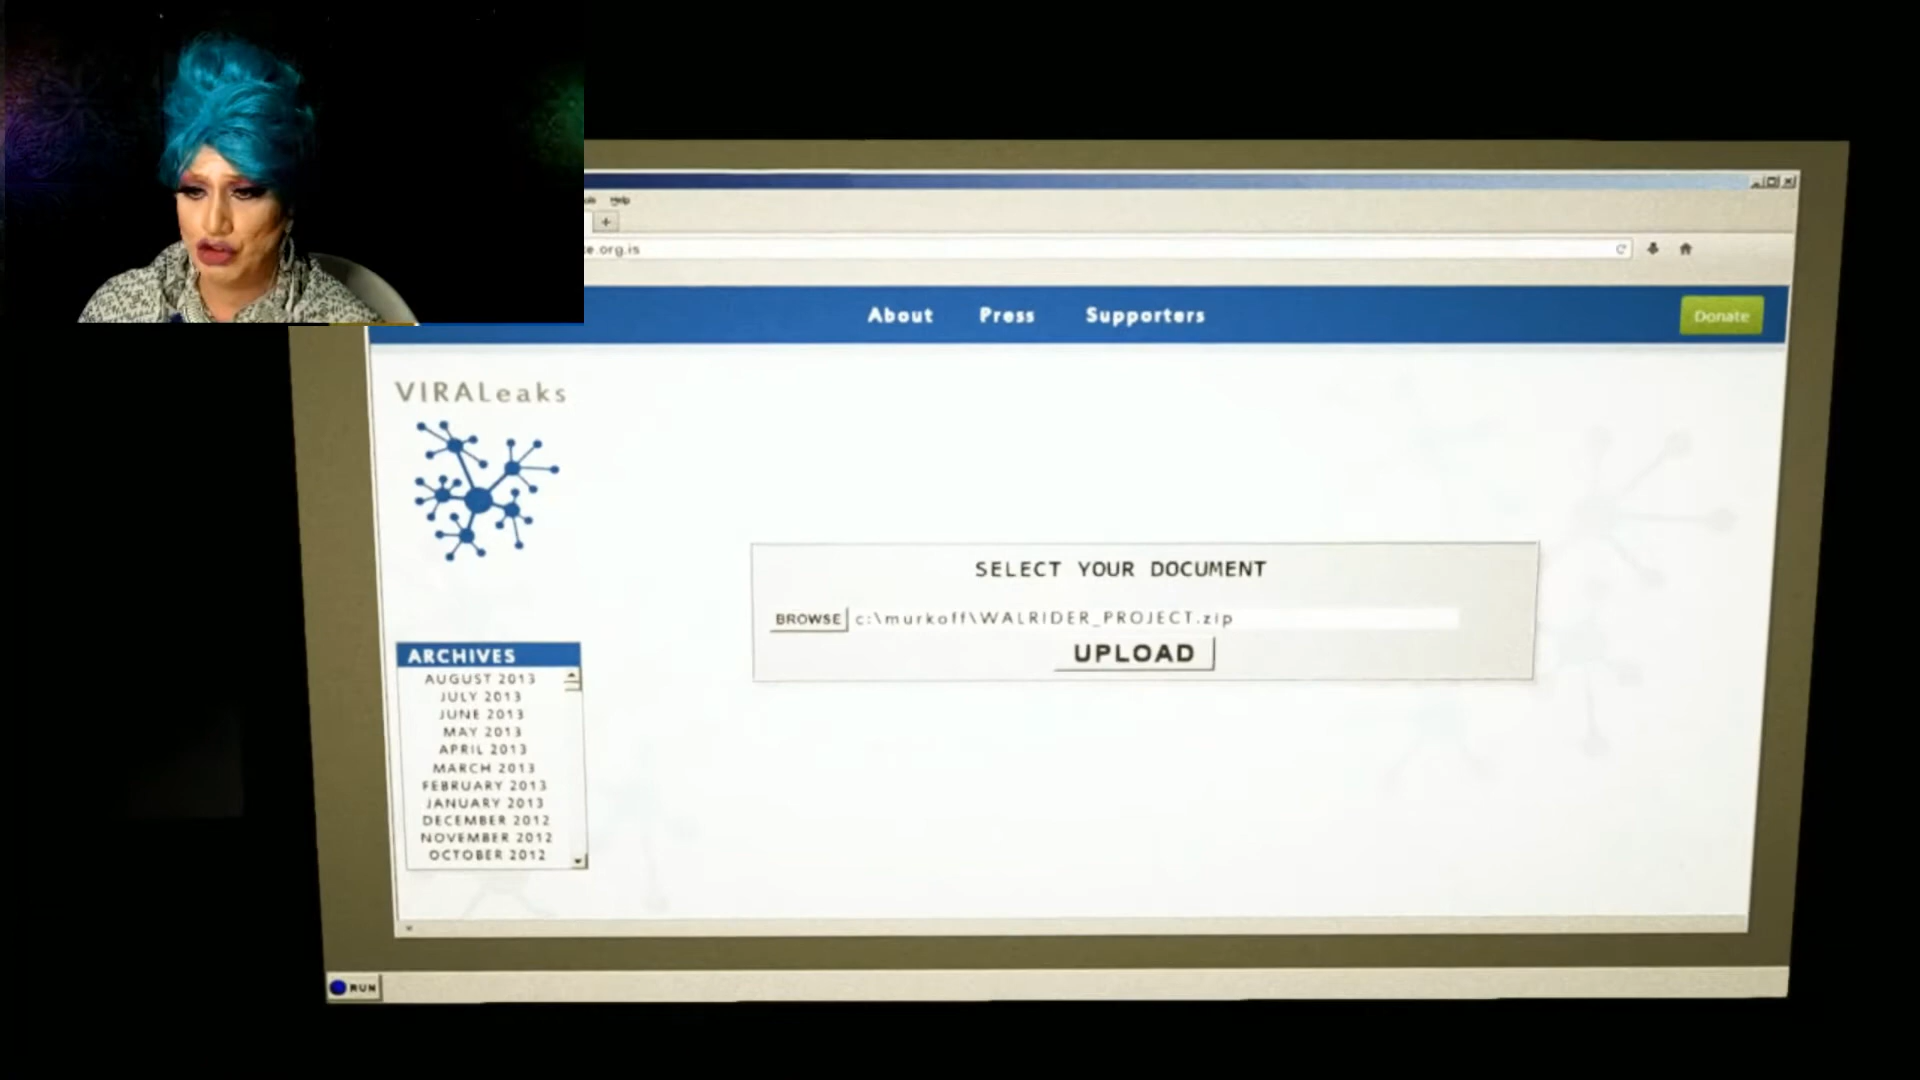 Help
+
e.org.is
About Press Supporters
Donate
VIRALeaks
SELECT YOUR DOCUMENT
BROWSE c:\murkoff\WALRIDER_PROJECT.zip
UPLOAD
ARCHIVES
AUGUST 2013
JULY 2013
JUNE 2013
MAY 2013
APRIL 2013
MARCH 2013
FEBRUARY 2013
JANUARY 2013
DECEMBER 2012
NOVEMBER 2012
OCTOBER 2012
RUN